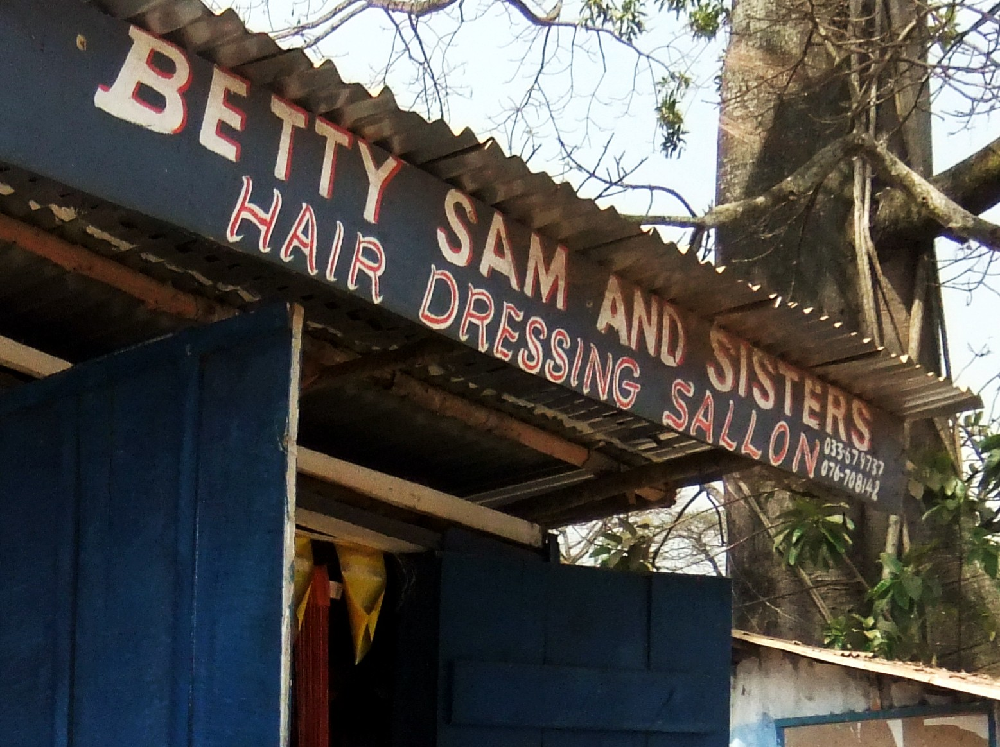 BETTY SAM AND SISTERS
HAIR DRESSING SALLON
033-679737
076-708142